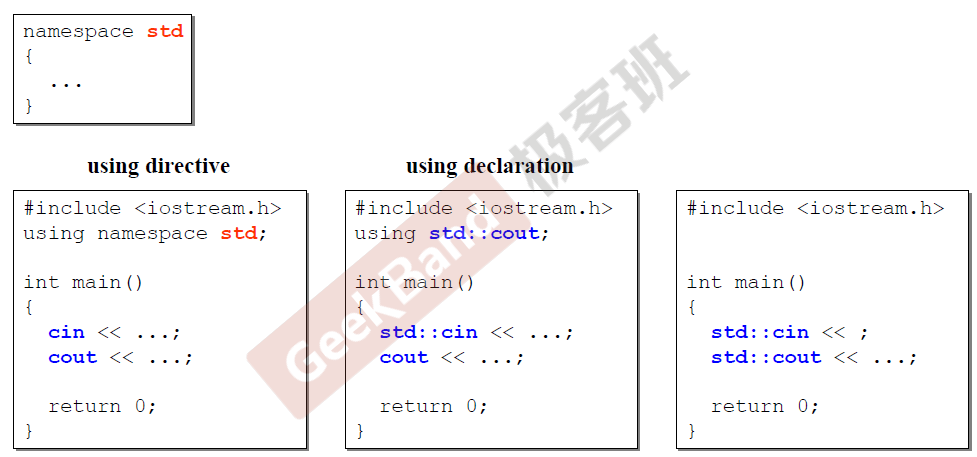 namespace std
{
...
}
using directive
#include <iostream.h>
using namespace std;
int main()
{
cin << ...;
cout << ...;
return 0;
}
using declaration
#include <iostream.h>
using std::cout;
int main()
{
std::cin << ...;
cout << ...;
return 0;
}
#include <iostream.h>
int main()
{
std::cin << ;
std::cout << ...;
return 0;
}
GeekBand 极客班